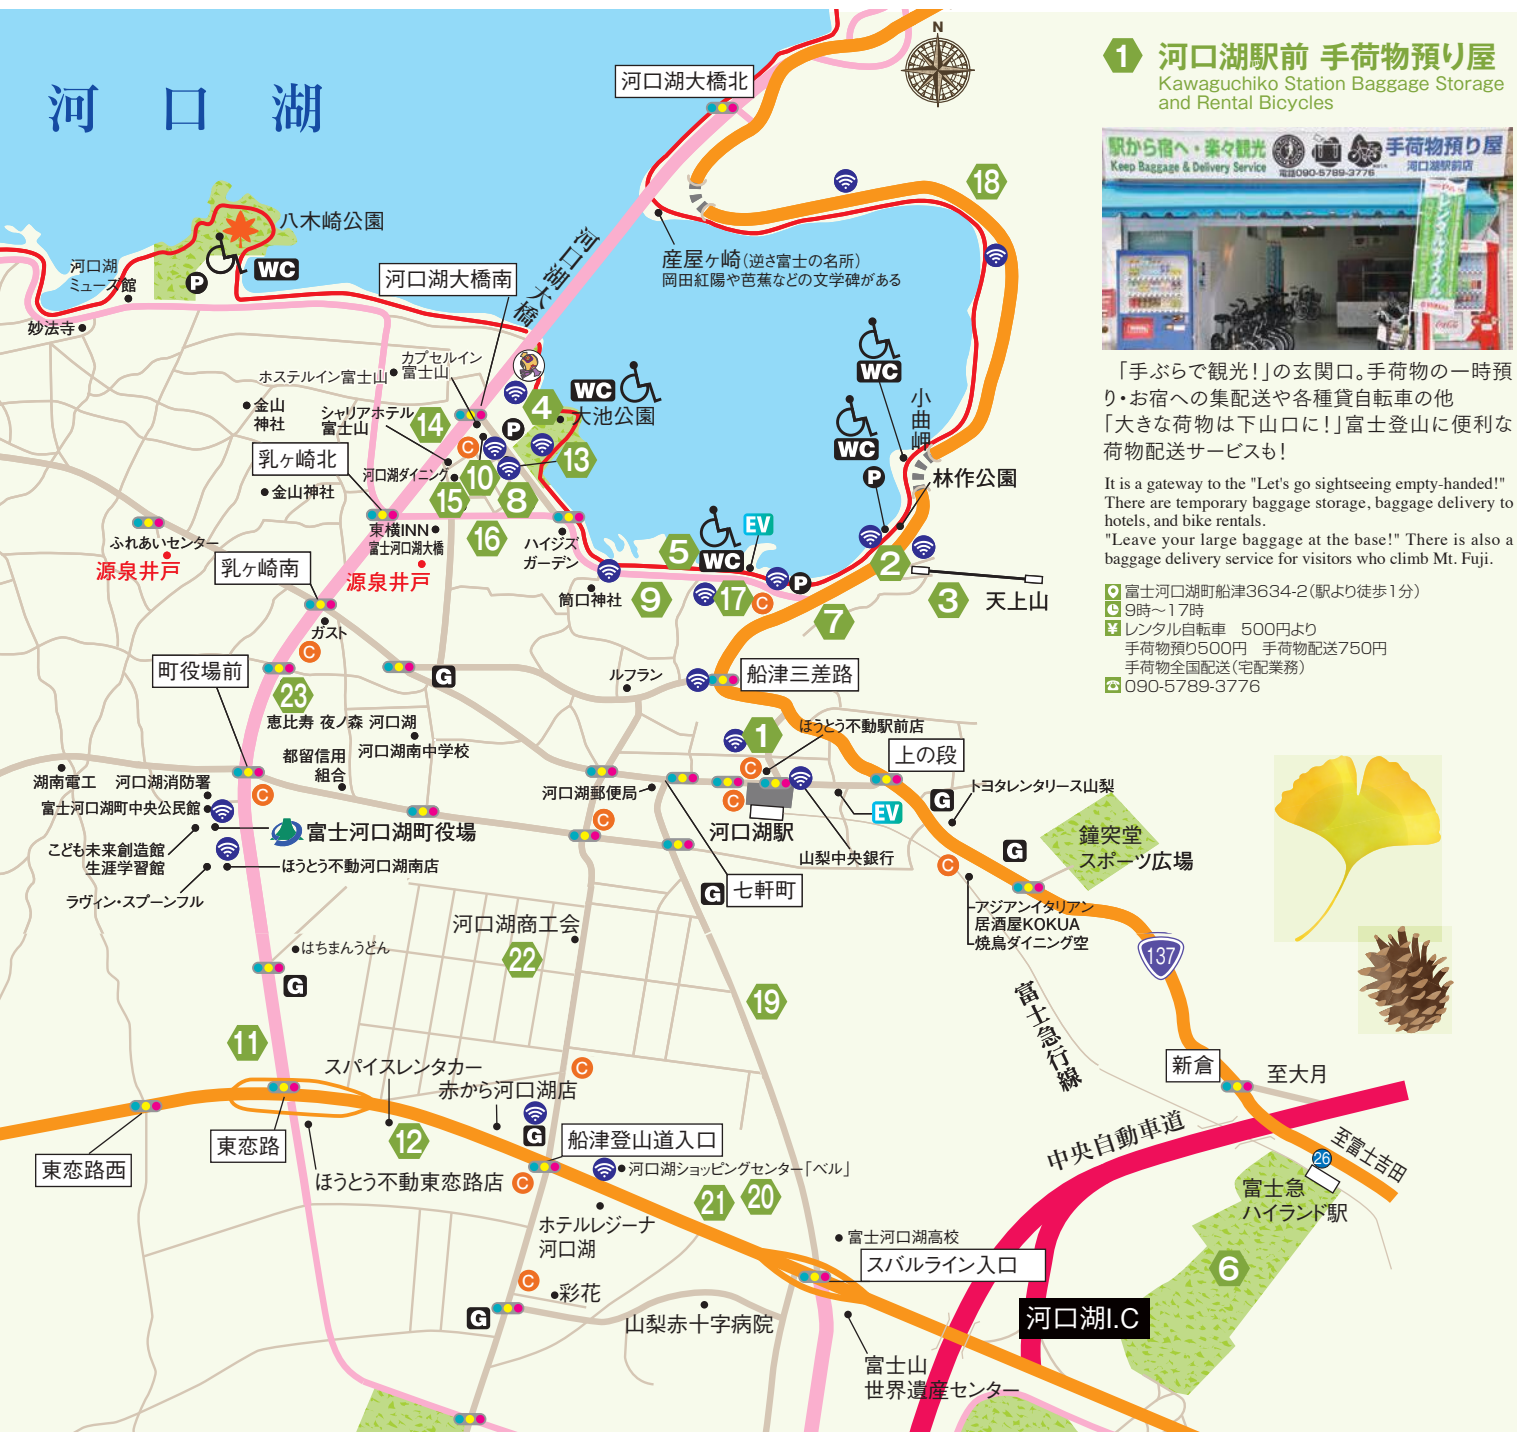 河口湖
N
1 河口湖駅前 手荷物預り屋
Kawaguchiko Station Baggage Storage
and Rental Bicycles
駅から宿へ・楽々観光
Keep Baggage & Delivery Service
電話090-5789-3776
手荷物預り屋
河口湖駅前店
レンタルサイクル
「手ぶらで観光！」の玄関口。手荷物の一時預
り・お宿への集配送や各種貸自転車の他
「大きな荷物は下山口に！」富士登山に便利な
荷物配送サービスも！
It is a gateway to the "Let's go sightseeing empty-handed!"
There are temporary baggage storage, baggage delivery to
hotels, and bike rentals.
"Leave your large baggage at the base!" There is also a
baggage delivery service for visitors who climb Mt. Fuji.
富士河口湖町船津3634-2（駅より徒歩1分）
9時〜17時
¥ レンタル自転車　500円より
手荷物預り500円　手荷物配送750円
手荷物全国配送（宅配業務）
090-5789-3776
河口湖大橋北
18
八木崎公園
WC
P
河口湖
ミューズ館
妙法寺
河口湖大橋南
河口湖大橋
産屋ヶ崎（逆さ富士の名所）
岡田紅陽や芭蕉などの文学碑がある
カプセルイン
富士山
ホステルイン富士山
金山
神社
シャリアホテル
富士山
14
C
P
4
WC
大池公園
WC
WC
P
小曲岬
林作公園
乳ヶ崎北
河口湖ダイニング
10
13
15
8
16
金山神社
東横INN
富士河口湖大橋
ハイジズ
ガーデン
ふれあいセンター
源泉井戸
源泉井戸
乳ヶ崎南
ガスト
C
5
WC
EV
P
筒口神社
9
17
C
7
2
3
天上山
町役場前
23
G
恵比寿 夜ノ森 河口湖
河口湖南中学校
都留信用
組合
ルフラン
船津三差路
1
ほうとう不動駅前店
C
C
上の段
G
トヨタレンタリース山梨
EV
湖南電工
河口湖消防署
C
富士河口湖町中央公民館
富士河口湖町役場
こども未来創造館
生涯学習館
ほうとう不動河口湖南店
ラヴィン・スプーンフル
河口湖郵便局
C
河口湖駅
山梨中央銀行
七軒町
G
鐘突堂
スポーツ広場
G
C
アジアンイタリアン
居酒屋KOKUA
焼鳥ダイニング空
137
河口湖商工会
22
はちまんうどん
G
19
富士急行線
11
スパイスレンタカー
赤から河口湖店
C
G
新倉
至大月
中央自動車道
至富士吉田
26
富士急
ハイランド駅
東恋路西
東恋路
12
ほうとう不動東恋路店
船津登山道入口
C
河口湖ショッピングセンター「ベル」
21
20
ホテルレジーナ
河口湖
富士河口湖高校
スバルライン入口
6
C
彩花
G
山梨赤十字病院
河口湖I.C
富士山
世界遺産センター